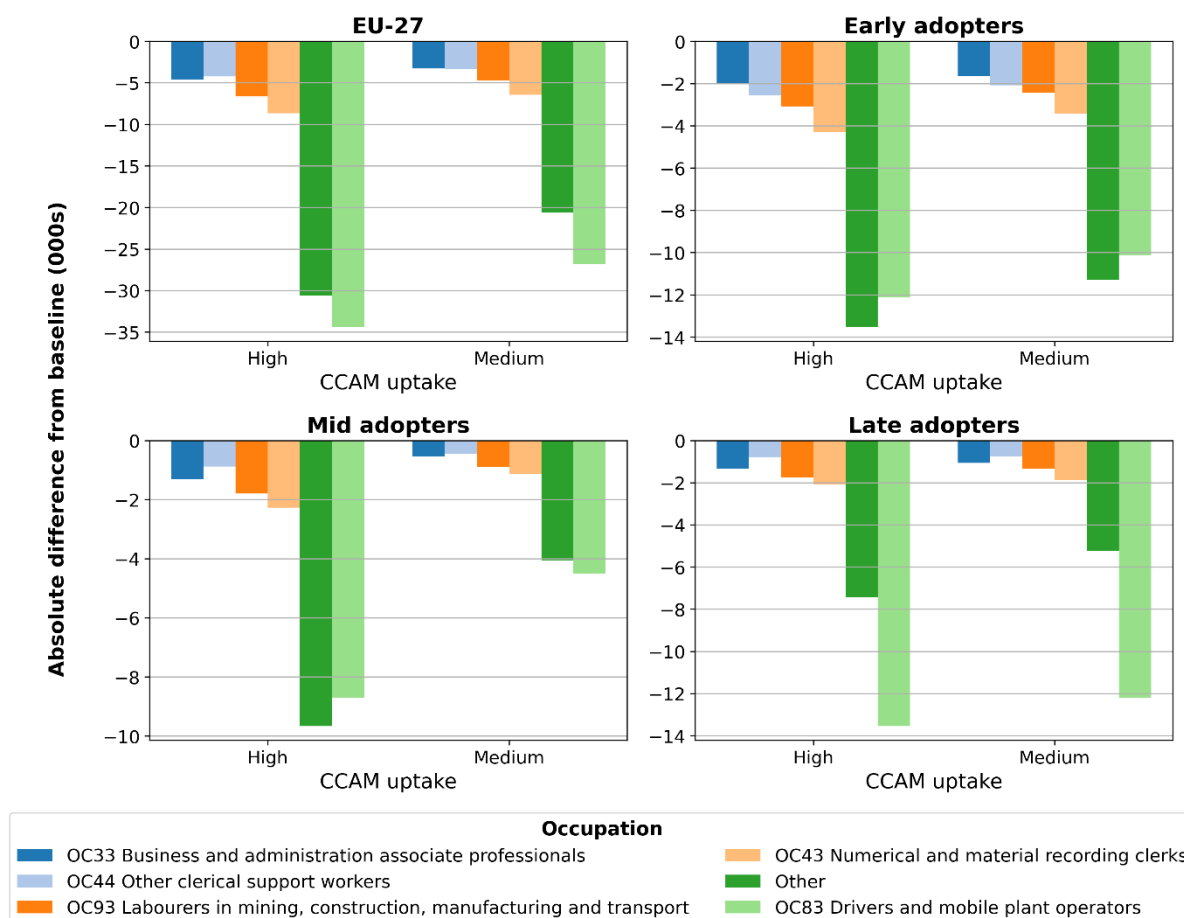 EU-27
Early adopters
0
−5
−10
−15
−20
−25
−30
−35
High
Medium
CCAM uptake
0
−2
−4
−6
−8
−10
−12
−14
High
Medium
CCAM uptake
Absolute difference from baseline (000s)
Mid adopters
Late adopters
0
−2
−4
−6
−8
−10
High
Medium
CCAM uptake
0
−2
−4
−6
−8
−10
−12
−14
High
Medium
CCAM uptake
Occupation
OC33 Business and administration associate professionals
OC44 Other clerical support workers
OC93 Labourers in mining, construction, manufacturing and transport
OC43 Numerical and material recording clerks
Other
OC83 Drivers and mobile plant operators